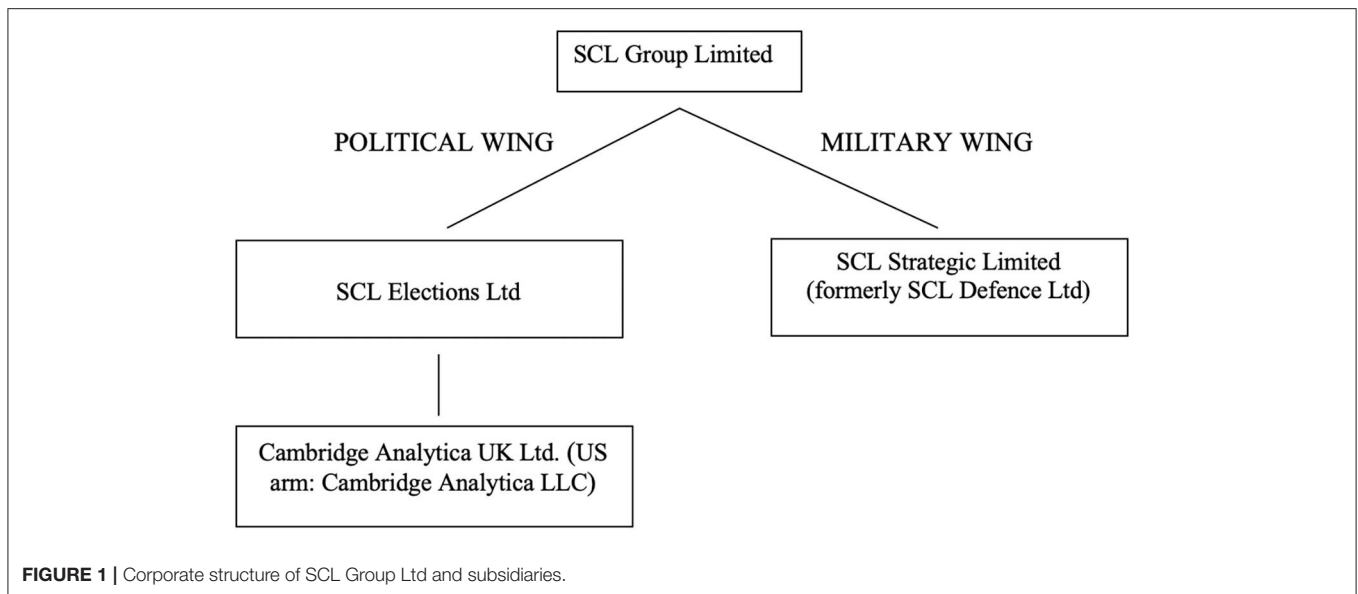 SCL Group Limited
POLITICAL WING
MILITARY WING
SCL Elections Ltd
SCL Strategic Limited
(formerly SCL Defence Ltd)
Cambridge Analytica UK Ltd. (US
arm: Cambridge Analytica LLC)
FIGURE 1 | Corporate structure of SCL Group Ltd and subsidiaries.